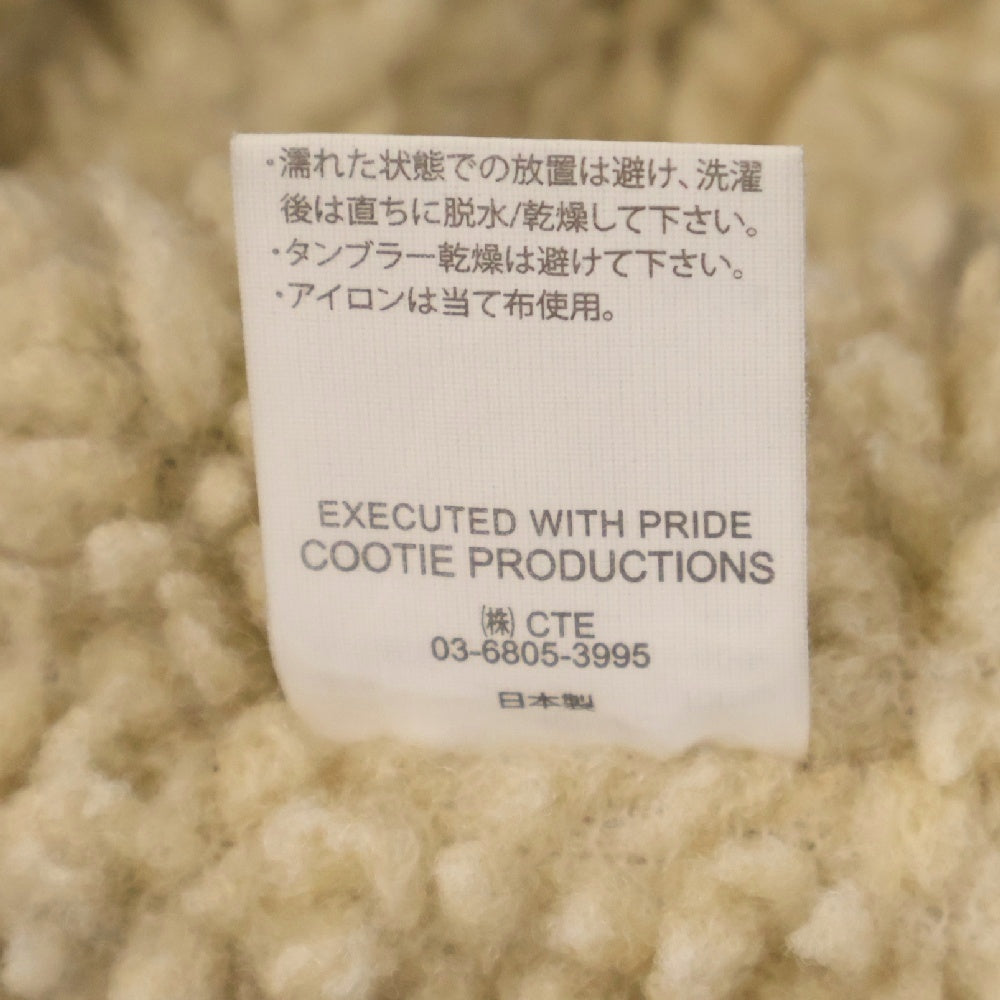 ・濡れた状態での放置は避け、洗濯
後は直ちに脱水/乾燥して下さい。
・タンブラー乾燥は避けて下さい。
・アイロンは当て布使用。
EXECUTED WITH PRIDE
COOTIE PRODUCTIONS
㈱ CTE
03-6805-3995
日本製